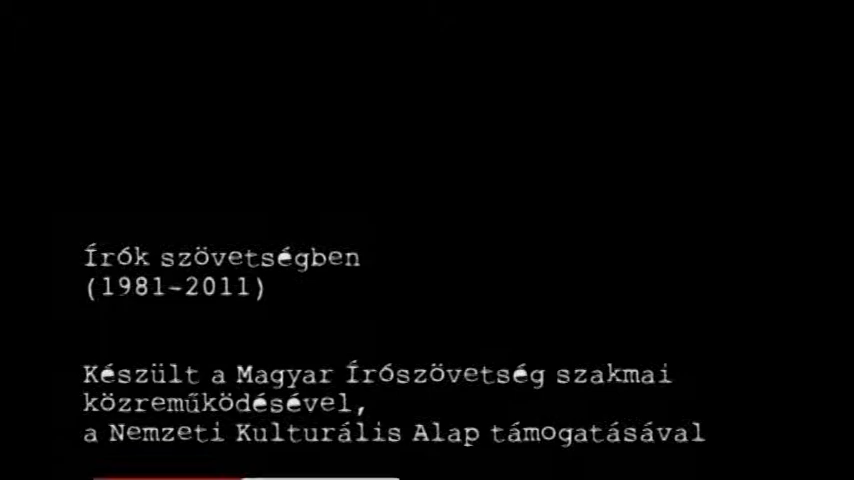 Írók szövetségben
(1981-2011)
Készült a Magyar Írószövetség szakmai
közreműködésével,
a Nemzeti Kulturális Alap támogatásával